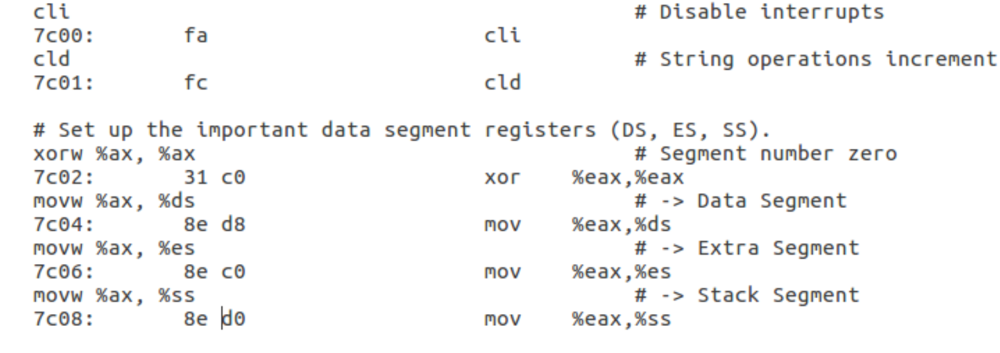 cli                                             # Disable interrupts
7c00:       fa                      cli
cld                                             # String operations increment
7c01:       fc                      cld
# Set up the important data segment registers (DS, ES, SS).
xorw %ax, %ax                                   # Segment number zero
7c02:       31 c0                   xor    %eax,%eax
movw %ax, %ds                                   # -> Data Segment
7c04:       8e d8                   mov    %eax,%ds
movw %ax, %es                                   # -> Extra Segment
7c06:       8e c0                   mov    %eax,%es
movw %ax, %ss                                   # -> Stack Segment
7c08:       8e d0                   mov    %eax,%ss